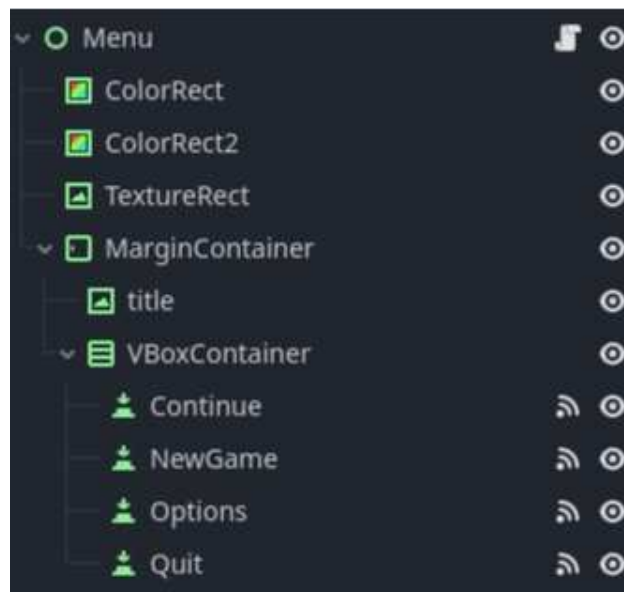 Menu
ColorRect
ColorRect2
TextureRect
MarginContainer
title
VBoxContainer
Continue
NewGame
Options
Quit